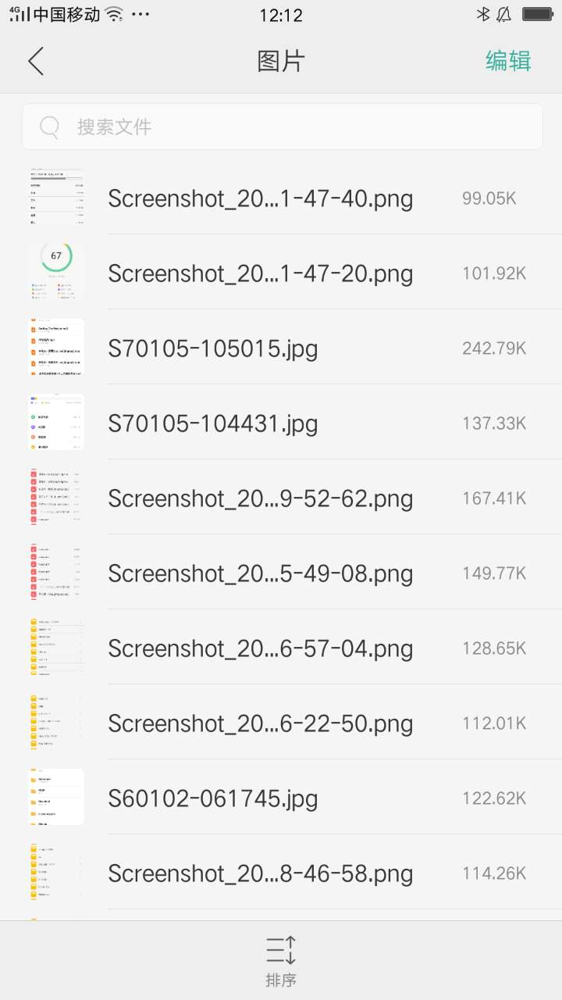 4G 中国移动 ... 12:12
图片
编辑
搜索文件
Screenshot_20...1-47-40.png 99.05K
67
Screenshot_20...1-47-20.png 101.92K
S70105-105015.jpg 242.79K
S70105-104431.jpg 137.33K
Screenshot_20...9-52-62.png 167.41K
Screenshot_20...5-49-08.png 149.77K
Screenshot_20...6-57-04.png 128.65K
Screenshot_20...6-22-50.png 112.01K
S60102-061745.jpg 122.62K
Screenshot_20...8-46-58.png 114.26K
排序